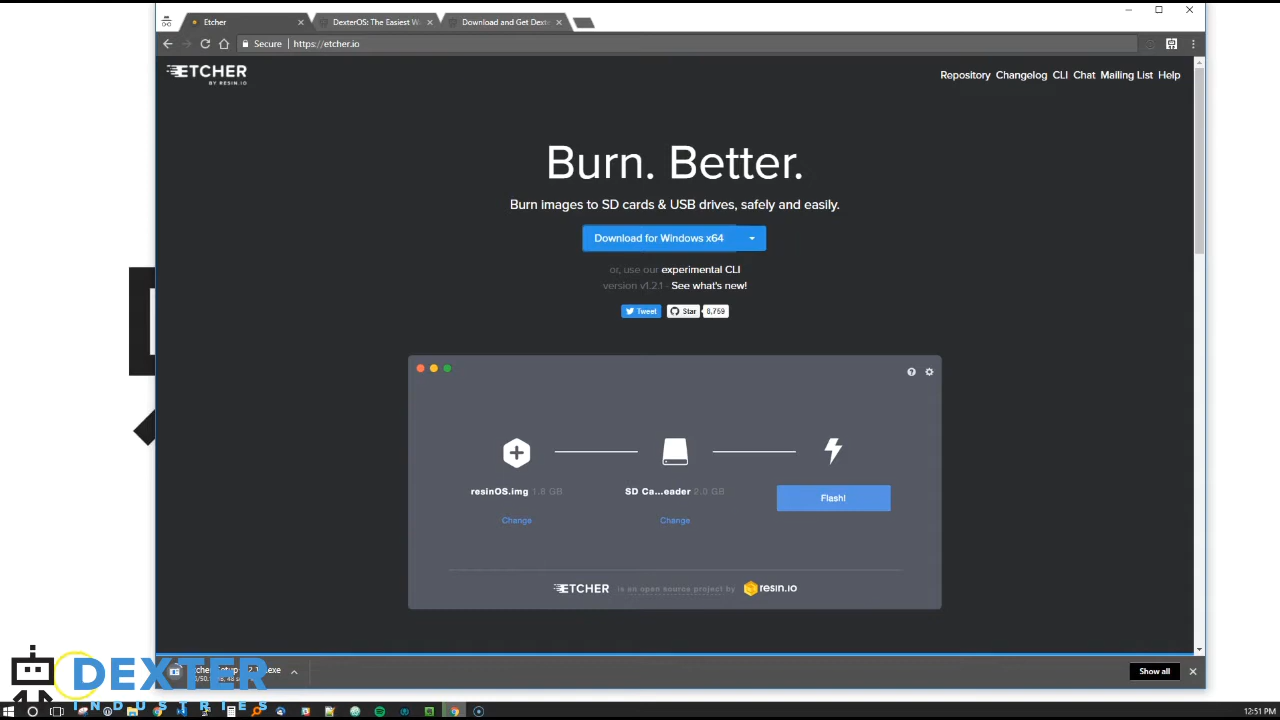 Etcher
DexterOS: The Easiest W
Download and Get Dext
Secure
https://etcher.io
ETCHER
BY RESIN.IO
Repository
Changelog
CLI
Chat
Mailing List
Help
Burn. Better.
Burn images to SD cards & USB drives, safely and easily.
Download for Windows x64
or, use our experimental CLI
version v1.2.1 - See what's new!
Tweet
Star
6,759
resinOS.img 1.8 GB
SD Ca...eader 2.0 GB
Flash!
Change
Change
ETCHER is an open source project by resin.io
DEXTER
INDUSTRIES
Show all
12:51 PM